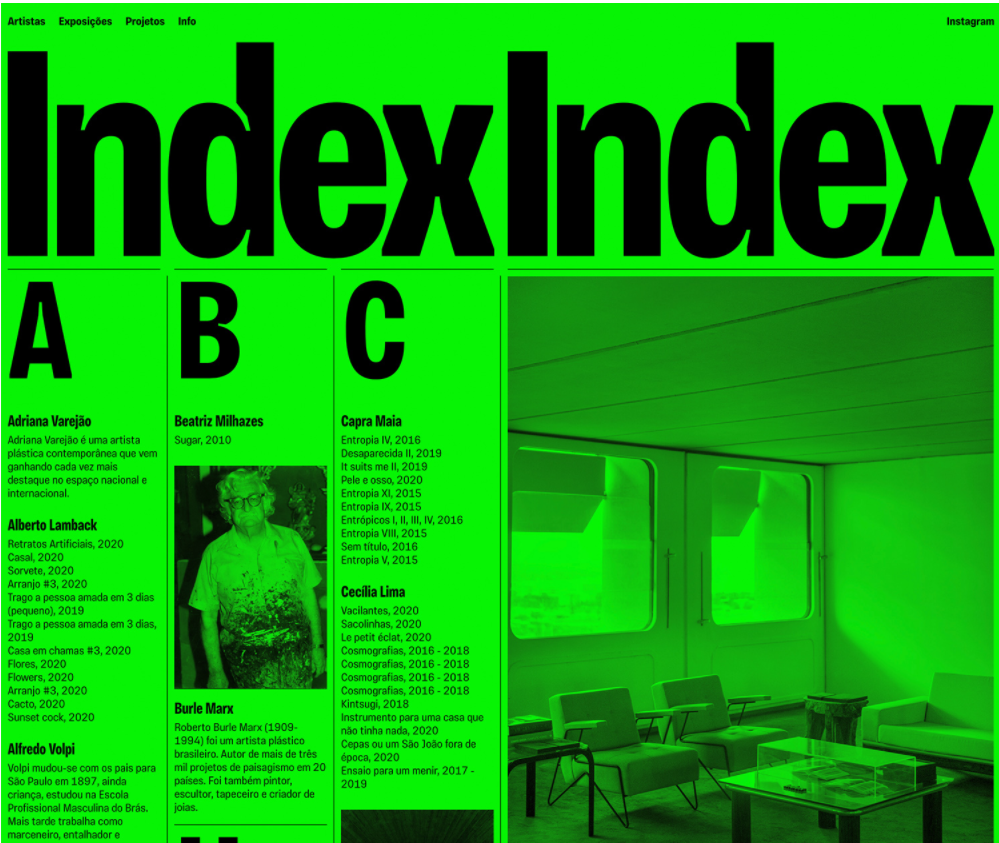 Artistas Exposições Projetos Info
Instagram
Index Index
A
Adriana Varejão
Adriana Varejão é uma artista
plástica contemporânea que vem
ganhando cada vez mais
destaque no espaço nacional e
internacional.
Alberto Lamback
Retratos Artificiais, 2020
Casal, 2020
Sorvete, 2020
Arranjo #3, 2020
Trago a pessoa amada em 3 dias
(pequeno), 2019
Trago a pessoa amada em 3 dias,
2019
Casa em chamas #3, 2020
Flores, 2020
Flowers, 2020
Arranjo #3, 2020
Cacto, 2020
Sunset cock, 2020
Alfredo Volpi
Volpi mudou-se com os pais para
São Paulo em 1897, ainda
criança, estudou na Escola
Profissional Masculina do Brás.
Mais tarde trabalha como
marceneiro, entalhador e
B
Beatriz Milhazes
Sugar, 2010
Burle Marx
Roberto Burle Marx (1909-
1994) foi um artista plástico
brasileiro. Autor de mais de três
mil projetos de paisagismo em 20
países. Foi também pintor,
escultor, tapeceiro e criador de
joias.
C
Capra Maia
Entropia IV, 2016
Desaparecida II, 2019
It suits me II, 2019
Pele e osso, 2020
Entropia XI, 2015
Entropia IX, 2015
Entrópicos I, II, III, IV, 2016
Entropia VIII, 2015
Sem título, 2016
Entropia V, 2015
Cecília Lima
Vacilantes, 2020
Sacolinhas, 2020
Le petit éclat, 2020
Cosmografias, 2016 - 2018
Cosmografias, 2016 - 2018
Cosmografias, 2016 - 2018
Cosmografias, 2016 - 2018
Kintsugi, 2018
Instrumento para uma casa que
não tinha nada, 2020
Cepas ou um São João fora de
época, 2020
Ensaio para um menir, 2017 -
2019